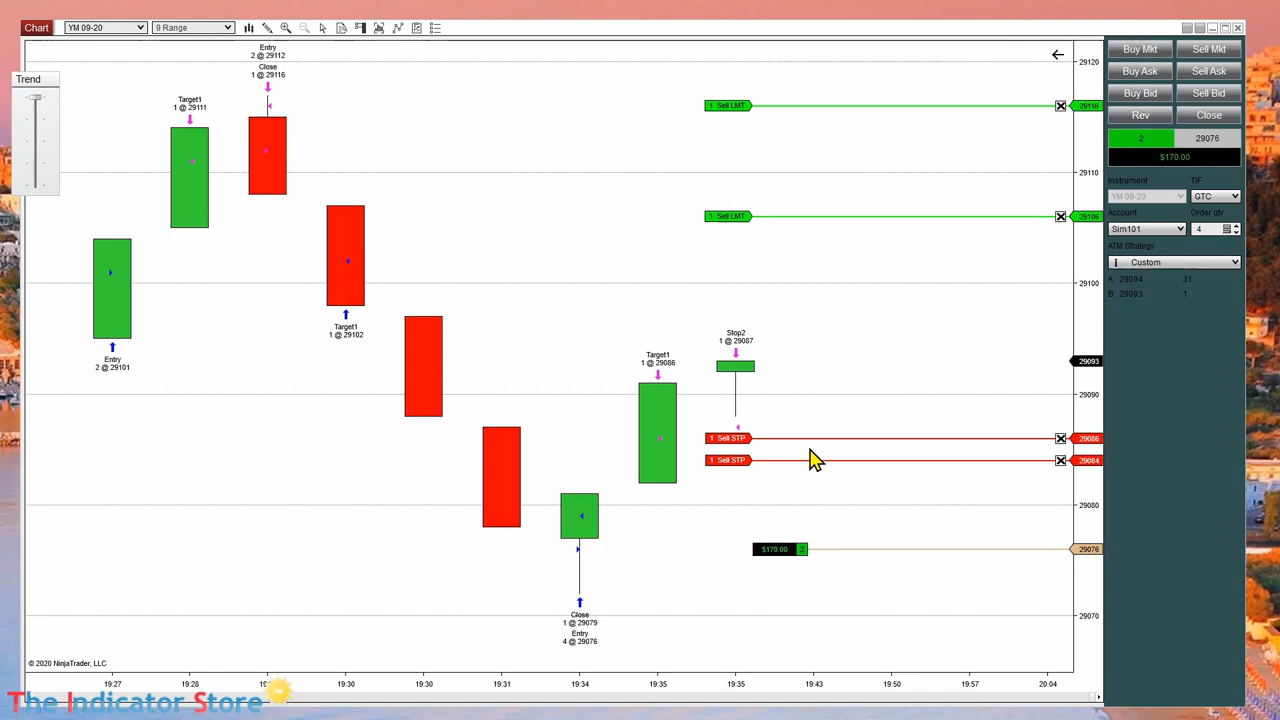 Chart
YM 09-20
9 Range
Trend
Entry
2 @ 29112
Close
1 @ 29116
Target1
1 @ 29111
Entry
2 @ 29101
Target1
1 @ 29102
Stop2
1 @ 29087
Target1
1 @ 29086
Close
1 @ 29079
Entry
4 @ 29076
1 Sell LMT
1 Sell LMT
1 Sell STP
1 Sell STP
$170.00 2
29120
29116
29110
29106
29100
29093
29090
29086
29084
29080
29076
29070
Buy Mkt Sell Mkt
Buy Ask Sell Ask
Buy Bid Sell Bid
Rev Close
2 29076
$170.00
Instrument TIF
YM 09-20 GTC
Account Order qty
Sim101 4
ATM Strategy
i Custom
A: 29094 31
B: 29093 1
© 2020 NinjaTrader, LLC
19:27 19:28 19:30 19:30 19:31 19:34 19:35 19:35 19:43 19:50 19:57 20:04
The Indicator Store